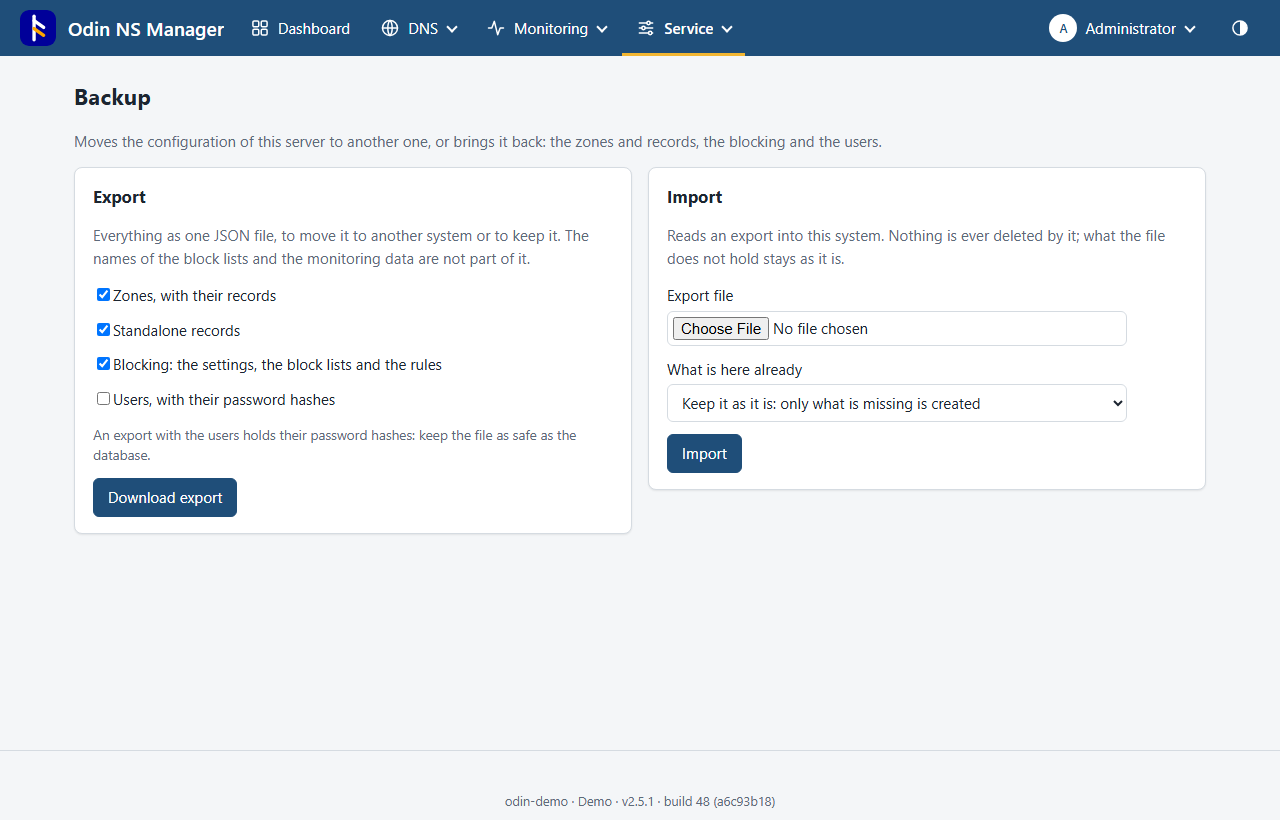 Odin NS Manager
Dashboard
DNS
Monitoring
Service
A
Administrator
Backup
Moves the configuration of this server to another one, or brings it back: the zones and records, the blocking and the users.
Export
Everything as one JSON file, to move it to another system or to keep it. The
names of the block lists and the monitoring data are not part of it.
Zones, with their records
Standalone records
Blocking: the settings, the block lists and the rules
Users, with their password hashes
An export with the users holds their password hashes: keep the file as safe as the
database.
Download export
Import
Reads an export into this system. Nothing is ever deleted by it; what the file
does not hold stays as it is.
Export file
Choose File No file chosen
What is here already
Keep it as it is: only what is missing is created
Import
odin-demo · Demo · v2.5.1 · build 48 (a6c93b18)